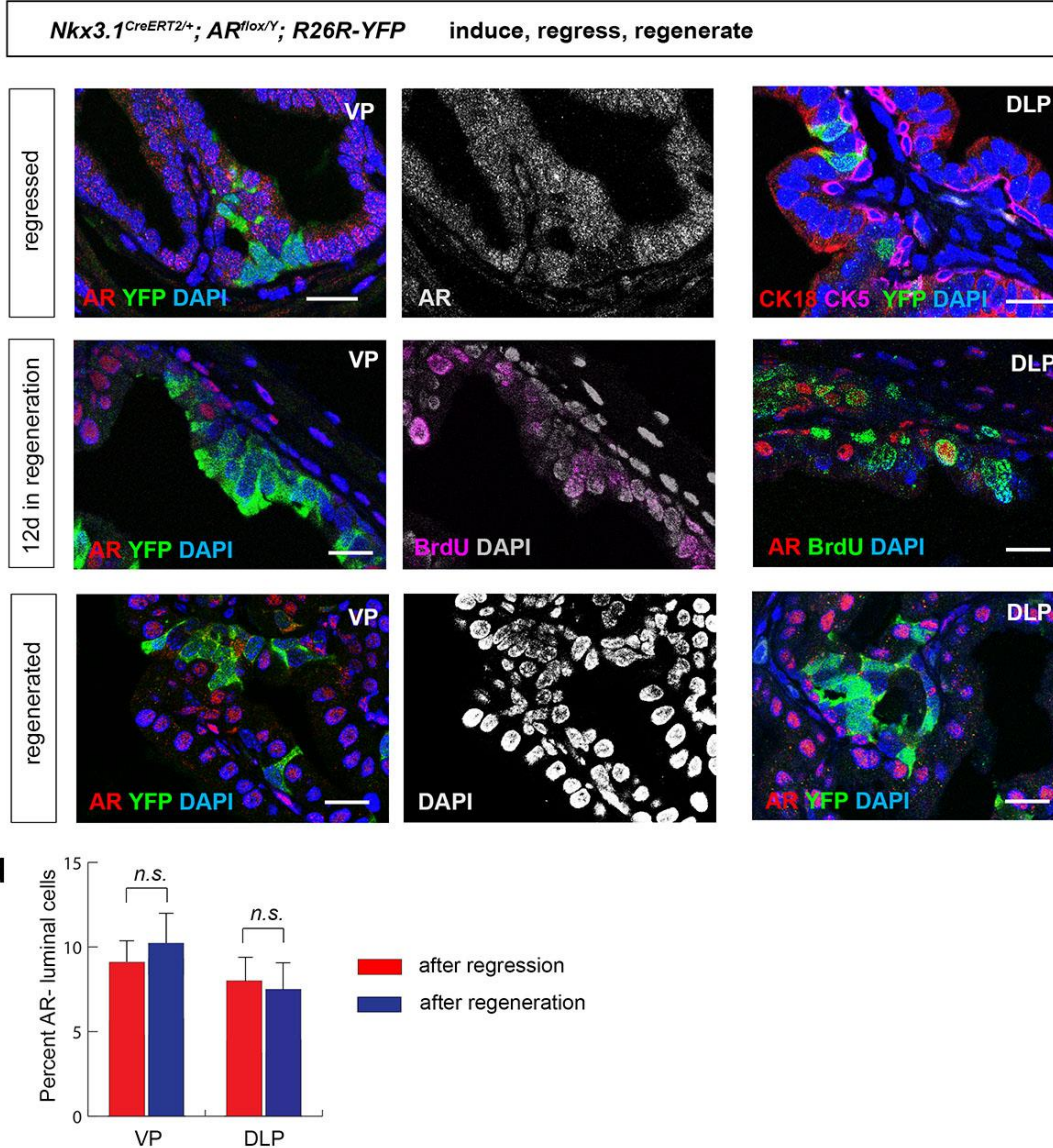 Nkx3.1CreERT2/+; ARflox/Y; R26R-YFP induce, regress, regenerate
regressed
VP
AR YFP DAPI
AR
DLP
CK18 CK5 YFP DAPI
12d in regeneration
VP
AR YFP DAPI
BrdU DAPI
DLP
AR BrdU DAPI
regenerated
VP
AR YFP DAPI
DAPI
DLP
AR YFP DAPI
Percent AR- luminal cells
15
10
5
0
n.s.
n.s.
VP
DLP
after regression
after regeneration